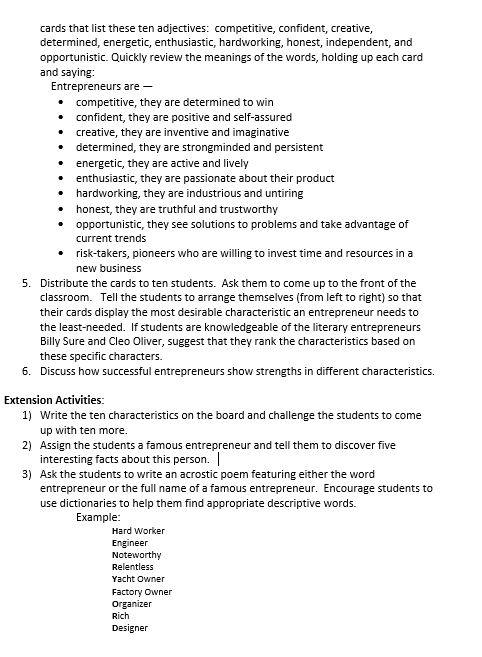 cards that list these ten adjectives:  competitive, confident, creative,
determined, energetic, enthusiastic, hardworking, honest, independent, and
opportunistic. Quickly review the meanings of the words, holding up each card
and saying:
Entrepreneurs are —
• competitive, they are determined to win
• confident, they are positive and self-assured
• creative, they are inventive and imaginative
• determined, they are strongminded and persistent
• energetic, they are active and lively
• enthusiastic, they are passionate about their product
• hardworking, they are industrious and untiring
• honest, they are truthful and trustworthy
• opportunistic, they see solutions to problems and take advantage of
current trends
• risk-takers, pioneers who are willing to invest time and resources in a
new business
5. Distribute the cards to ten students.  Ask them to come up to the front of the
classroom.   Tell the students to arrange themselves (from left to right) so that
their cards display the most desirable characteristic an entrepreneur needs to
the least-needed.  If students are knowledgeable of the literary entrepreneurs
Billy Sure and Cleo Oliver, suggest that they rank the characteristics based on
these specific characters.
6. Discuss how successful entrepreneurs show strengths in different characteristics.
Extension Activities:
1) Write the ten characteristics on the board and challenge the students to come
up with ten more.
2) Assign the students a famous entrepreneur and tell them to discover five
interesting facts about this person.
3) Ask the students to write an acrostic poem featuring either the word
entrepreneur or the full name of a famous entrepreneur.  Encourage students to
use dictionaries to help them find appropriate descriptive words.
Example:
Hard Worker
Engineer
Noteworthy
Relentless
Yacht Owner
Factory Owner
Organizer
Rich
Designer